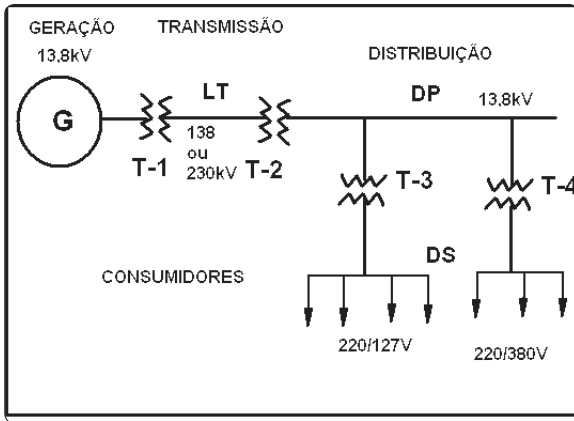 GERAÇÃO
TRANSMISSÃO
13,8kV
DISTRIBUIÇÃO
LT
DP
13,8kV
G
138
ou
230kV
T-1
T-2
T-3
T-4
DS
CONSUMIDORES
220/127V
220/380V